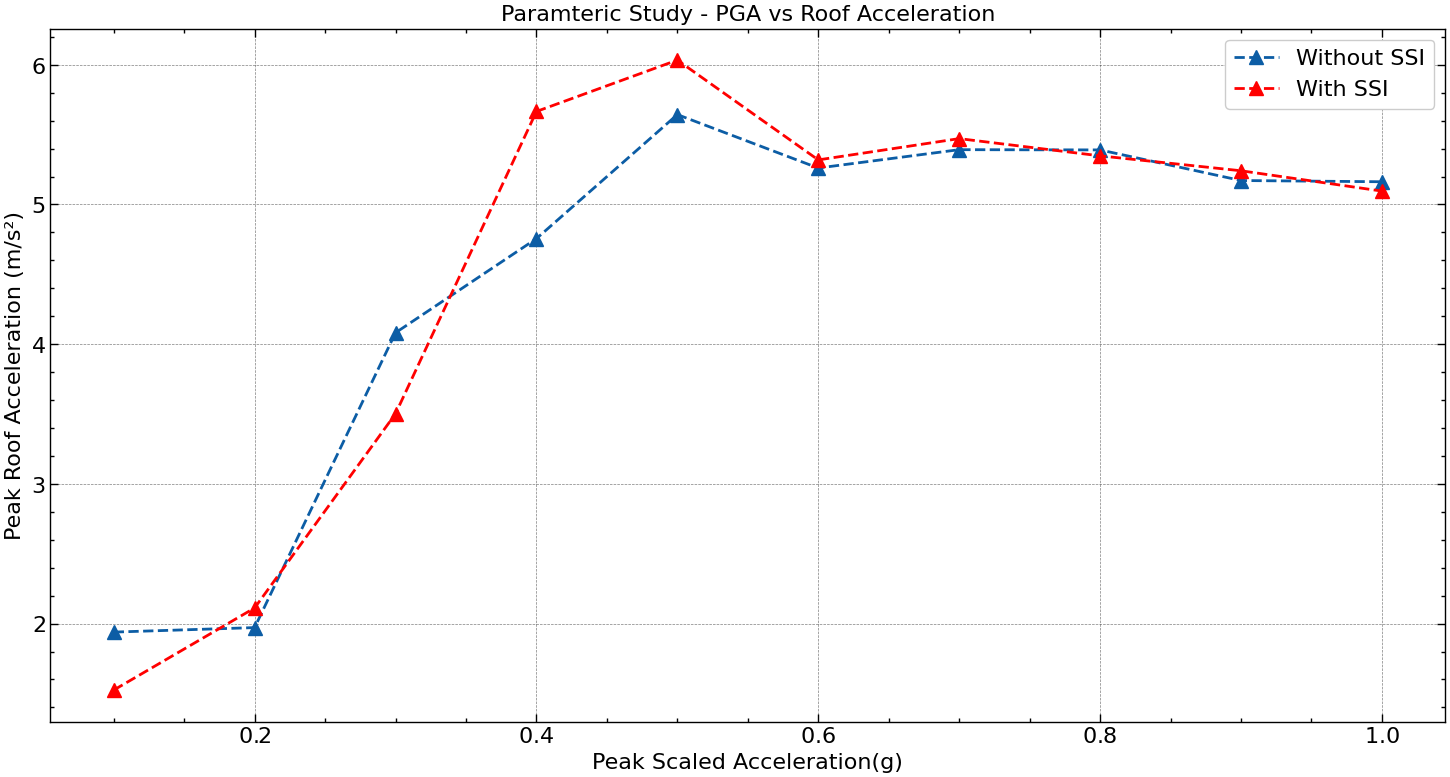 Paramteric Study - PGA vs Roof Acceleration
Without SSI
With SSI
Peak Roof Acceleration (m/s²)
6
5
4
3
2
0.2
0.4
0.6
0.8
1.0
Peak Scaled Acceleration(g)